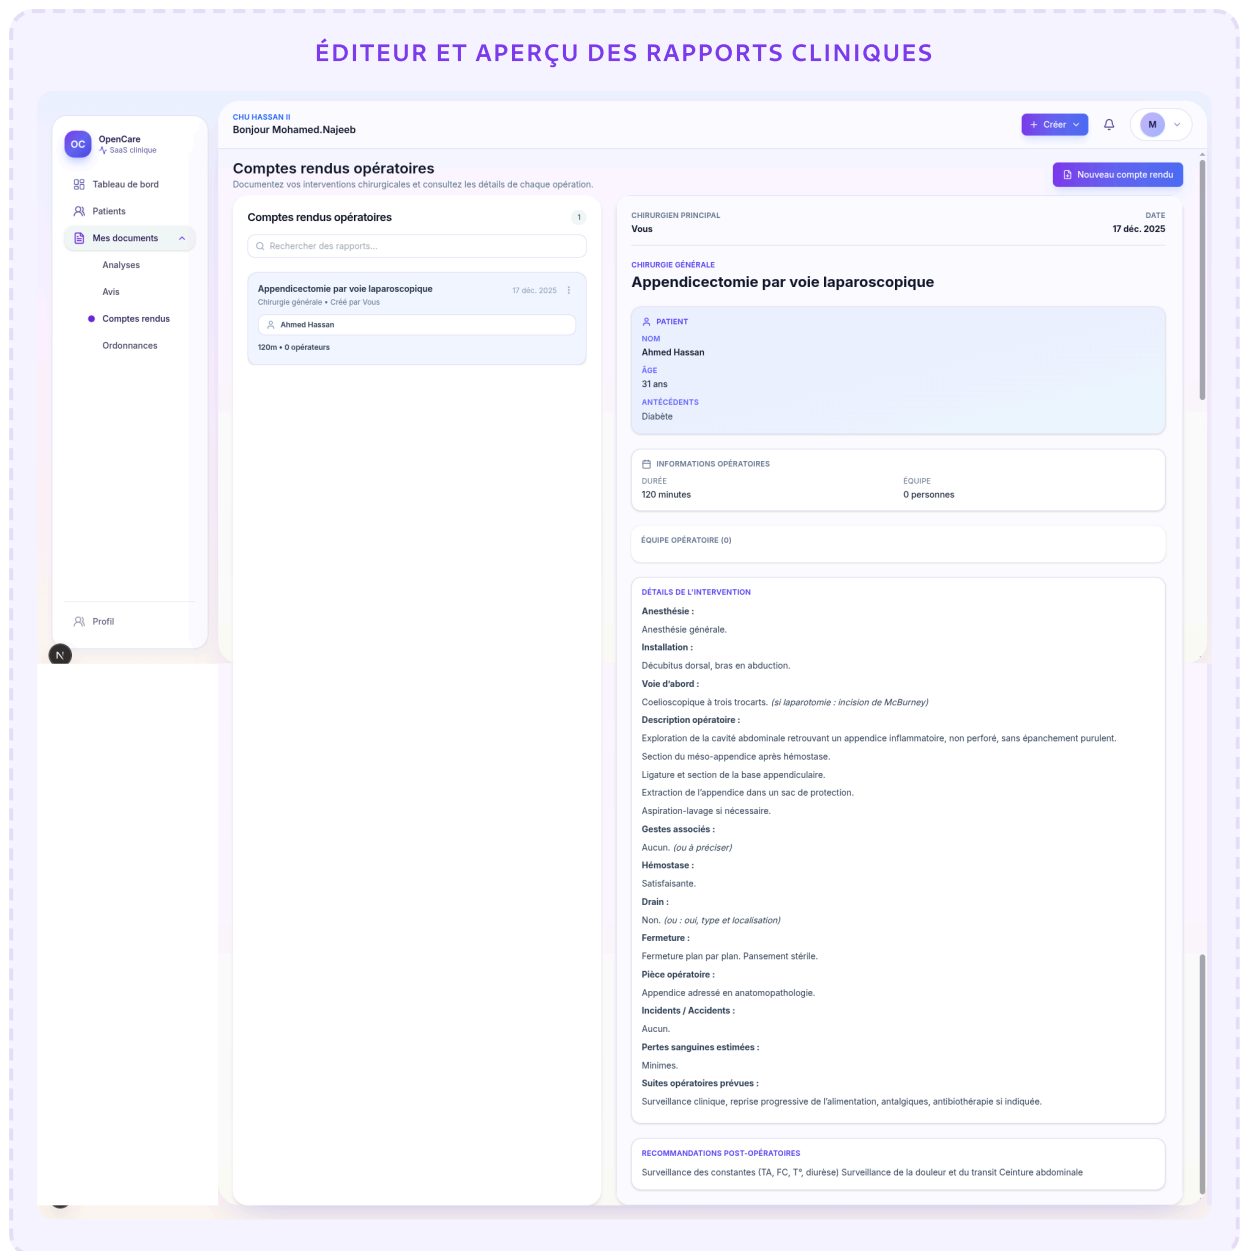 ÉDITEUR ET APERÇU DES RAPPORTS CLINIQUES
OC
OpenCare
SaaS clinique
Tableau de bord
Patients
Mes documents
Analyses
Avis
Comptes rendus
Ordonnances
Profil
N
CHU HASSAN II
Bonjour Mohamed.Najeeb
+ Créer
M
Comptes rendus opératoires
Documentez vos interventions chirurgicales et consultez les détails de chaque opération.
Nouveau compte rendu
Comptes rendus opératoires
1
Rechercher des rapports...
Appendicectomie par voie laparoscopique
17 déc. 2025
Chirurgie générale • Créé par Vous
Ahmed Hassan
120m • 0 opérateurs
CHIRURGIEN PRINCIPAL
Vous
DATE
17 déc. 2025
CHIRURGIE GÉNÉRALE
Appendicectomie par voie laparoscopique
PATIENT
NOM
Ahmed Hassan
ÂGE
31 ans
ANTÉCÉDENTS
Diabète
INFORMATIONS OPÉRATOIRES
DURÉE
120 minutes
ÉQUIPE
0 personnes
ÉQUIPE OPÉRATOIRE (0)
DÉTAILS DE L'INTERVENTION
Anesthésie :
Anesthésie générale.
Installation :
Décubitus dorsal, bras en abduction.
Voie d'abord :
Coelioscopique à trois trocarts. (si laparotomie : incision de McBurney)
Description opératoire :
Exploration de la cavité abdominale retrouvant un appendice inflammatoire, non perforé, sans épanchement purulent.
Section du méso-appendice après hémostase.
Ligature et section de la base appendiculaire.
Extraction de l'appendice dans un sac de protection.
Aspiration-lavage si nécessaire.
Gestes associés :
Aucun. (ou à préciser)
Hémostase :
Satisfaisante.
Drain :
Non. (ou : oui, type et localisation)
Fermeture :
Fermeture plan par plan. Pansement stérile.
Pièce opératoire :
Appendice adressé en anatomopathologie.
Incidents / Accidents :
Aucun.
Pertes sanguines estimées :
Minimes.
Suites opératoires prévues :
Surveillance clinique, reprise progressive de l'alimentation, antalgiques, antibiothérapie si indiquée.
RECOMMANDATIONS POST-OPÉRATOIRES
Surveillance des constantes (TA, FC, T°, diurèse) Surveillance de la douleur et du transit Ceinture abdominale